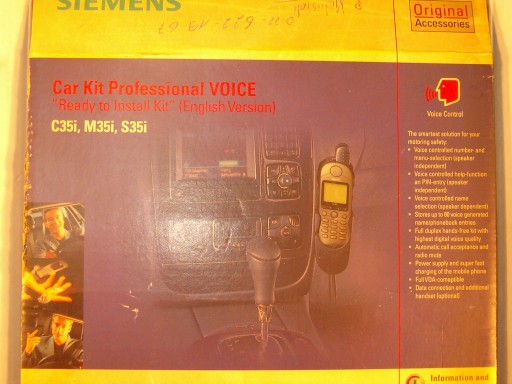 SIEMENS
Original
Accessories
Car Kit Professional VOICE
"Ready to Install Kit" (English Version)
C35i, M35i, S35i
Voice Control
The smartest solution for your
motoring safety:
• Voice controlled number- and
menu-selection (speaker
independent)
• Voice controlled help-function
an PIN-entry (speaker
independent)
• Voice controlled name
selection (speaker dependent)
• Stores up to 60 voice generated
name/phonebook entries
• Full duplex hands-free kit with
highest digital voice quality
• Automatic call acceptance and
radio mute
• Power supply and super fast
charging of the mobile phone
• Full VDA-comapatible
• Data connection and additional
handset (optional)
Information and